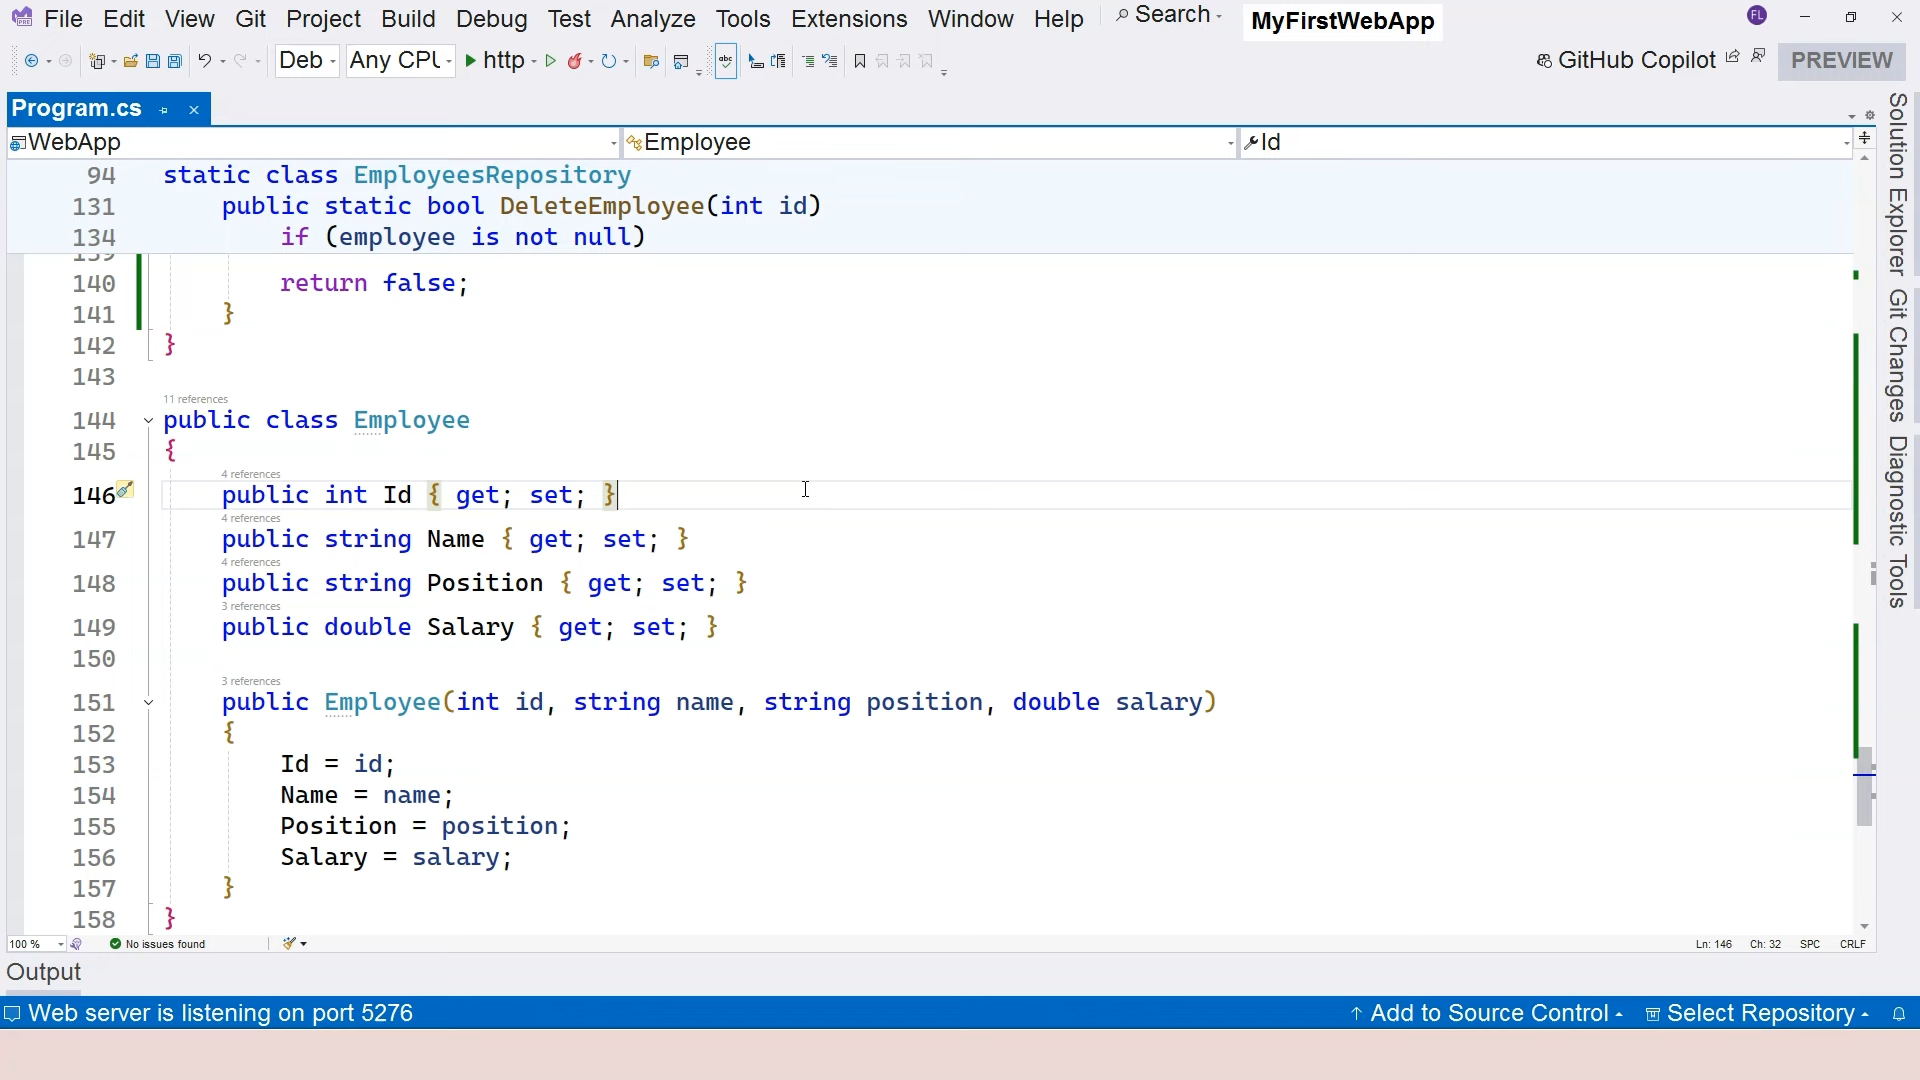 File Edit View Git Project Build Debug Test Analyze Tools Extensions Window Help Search MyFirstWebApp FL
Deb Any CPU http abc GitHub Copilot PREVIEW
Program.cs
WebApp Employee Id
94 static class EmployeesRepository
131 public static bool DeleteEmployee(int id)
134 if (employee is not null)
139
140 return false;
141 }
142 }
143
11 references
144 public class Employee
145 {
4 references
146 public int Id { get; set; }
4 references
147 public string Name { get; set; }
4 references
148 public string Position { get; set; }
3 references
149 public double Salary { get; set; }
150
3 references
151 public Employee(int id, string name, string position, double salary)
152 {
153 Id = id;
154 Name = name;
155 Position = position;
156 Salary = salary;
157 }
158 }
100 % No issues found Ln: 146 Ch: 32 SPC CRLF
Output
Web server is listening on port 5276 Add to Source Control Select Repository
Solution Explorer
Git Changes
Diagnostic Tools